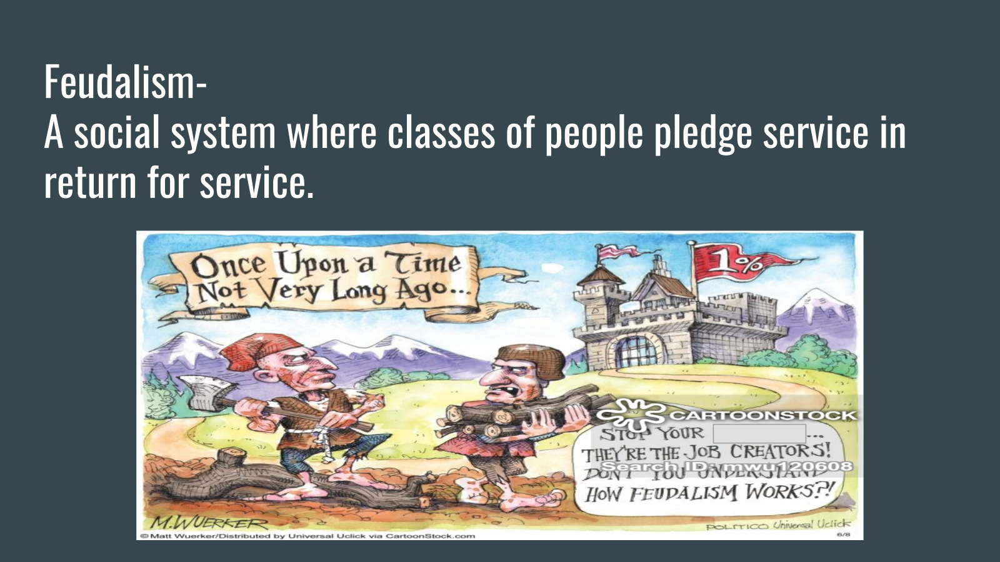 Feudalism-
A social system where classes of people pledge service in
return for service.
Once Upon a Time
Not Very Long Ago...
1%
CARTOONSTOCK
STOP YOUR ...
THEY'RE THE JOB CREATORS!
Search ID: mwu120608
DON'T YOU UNDERSTAND
HOW FEUDALISM WORKS?!
M.WUERKER
POLITICO Universal Uclick
© Matt Wuerker/Distributed by Universal Uclick via CartoonStock.com
6/8